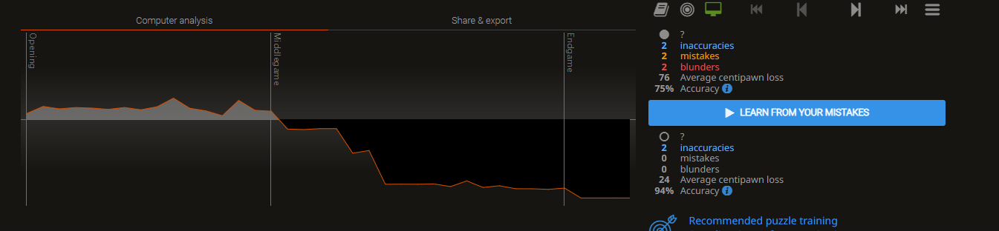 Computer analysis
Share & export
Opening
Middlegame
Endgame
?
2 inaccuracies
2 mistakes
2 blunders
76 Average centipawn loss
75% Accuracy
LEARN FROM YOUR MISTAKES
?
2 inaccuracies
0 mistakes
0 blunders
24 Average centipawn loss
94% Accuracy
Recommended puzzle training